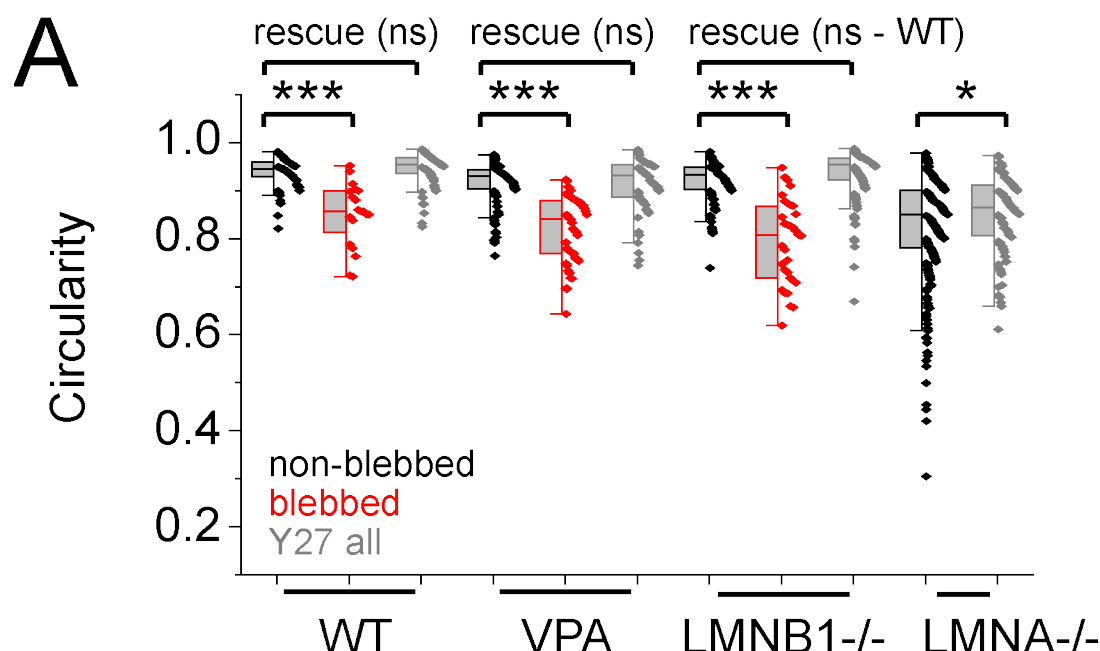 A
rescue (ns) rescue (ns) rescue (ns - WT)
*** *** *** *
1.0
0.8
0.6
0.4
0.2
Circularity
non-blebbed
blebbed
Y27 all
WT VPA LMNB1-/- LMNA-/-